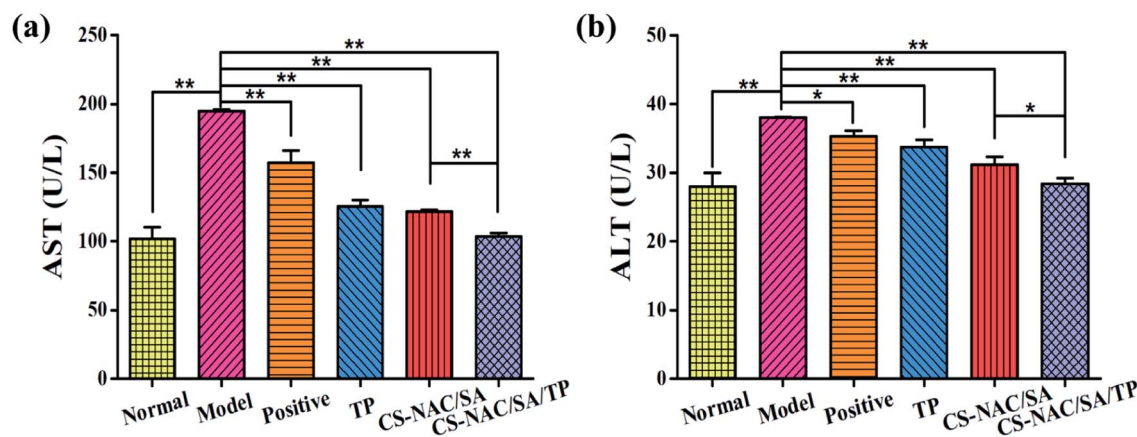 (a)
AST (U/L)
250
200
150
100
50
0
**
**
**
**
**
**
Normal
Model
Positive
TP
CS-NAC/SA
CS-NAC/SA/TP
(b)
ALT (U/L)
50
40
30
20
10
0
**
**
**
**
*
*
Normal
Model
Positive
TP
CS-NAC/SA
CS-NAC/SA/TP